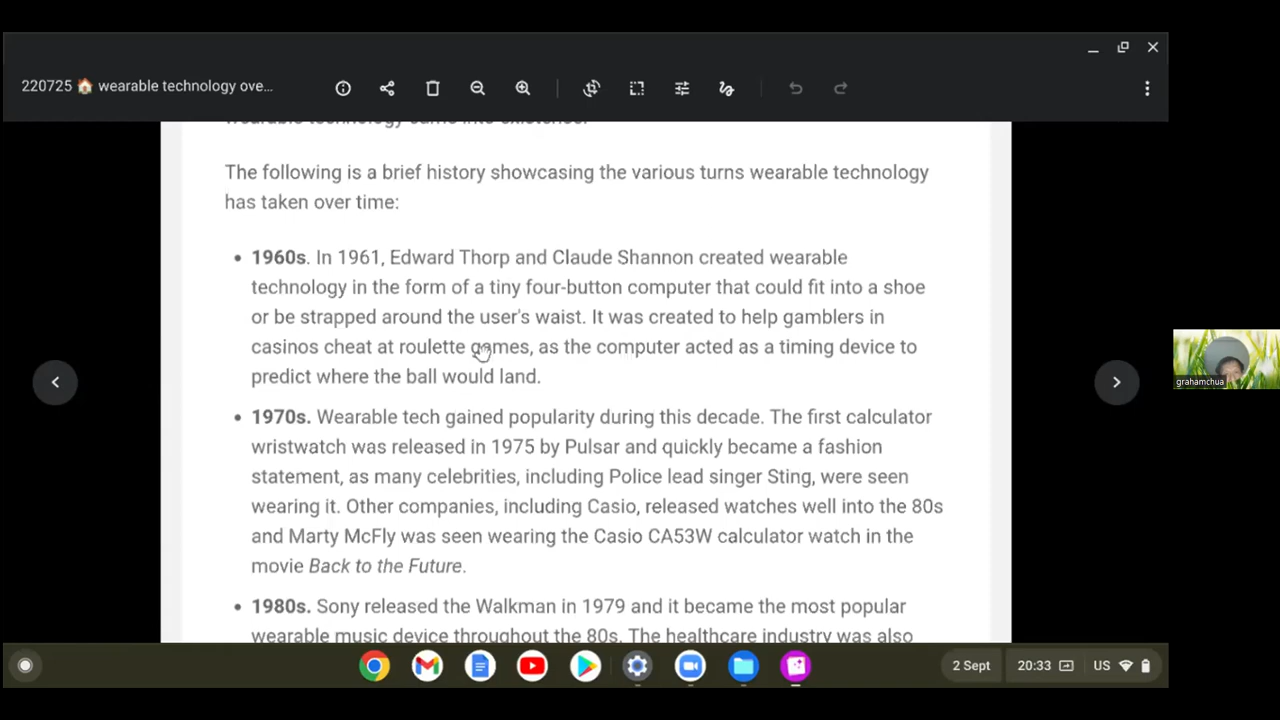 220725 🏠 wearable technology ove...
The following is a brief history showcasing the various turns wearable technology
has taken over time:
• 1960s. In 1961, Edward Thorp and Claude Shannon created wearable
technology in the form of a tiny four-button computer that could fit into a shoe
or be strapped around the user's waist. It was created to help gamblers in
casinos cheat at roulette games, as the computer acted as a timing device to
predict where the ball would land.
• 1970s. Wearable tech gained popularity during this decade. The first calculator
wristwatch was released in 1975 by Pulsar and quickly became a fashion
statement, as many celebrities, including Police lead singer Sting, were seen
wearing it. Other companies, including Casio, released watches well into the 80s
and Marty McFly was seen wearing the Casio CA53W calculator watch in the
movie Back to the Future.
• 1980s. Sony released the Walkman in 1979 and it became the most popular
wearable music device throughout the 80s. The healthcare industry was also
grahamchua
2 Sept 20:33 US